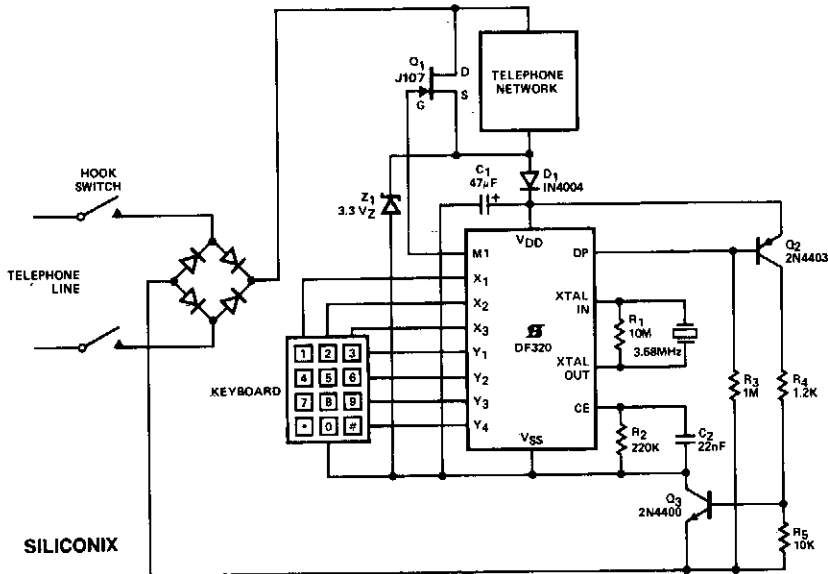 Q1
J107
D
S
G
TELEPHONE
NETWORK
HOOK
SWITCH
TELEPHONE
LINE
Z1
3.3 VZ
C1
47µF
+
D1
IN4004
VDD
M1
DP
X1
X2
X3
Y1
Y2
Y3
Y4
XTAL
IN
XTAL
OUT
CE
VSS
DF320
R1
10M
3.58MHz
Q2
2N4403
R3
1M
R4
1.2K
R2
220K
C2
22nF
KEYBOARD
1 2 3
4 5 6
7 8 9
* 0 #
Q3
2N4400
R5
10K
SILICONIX